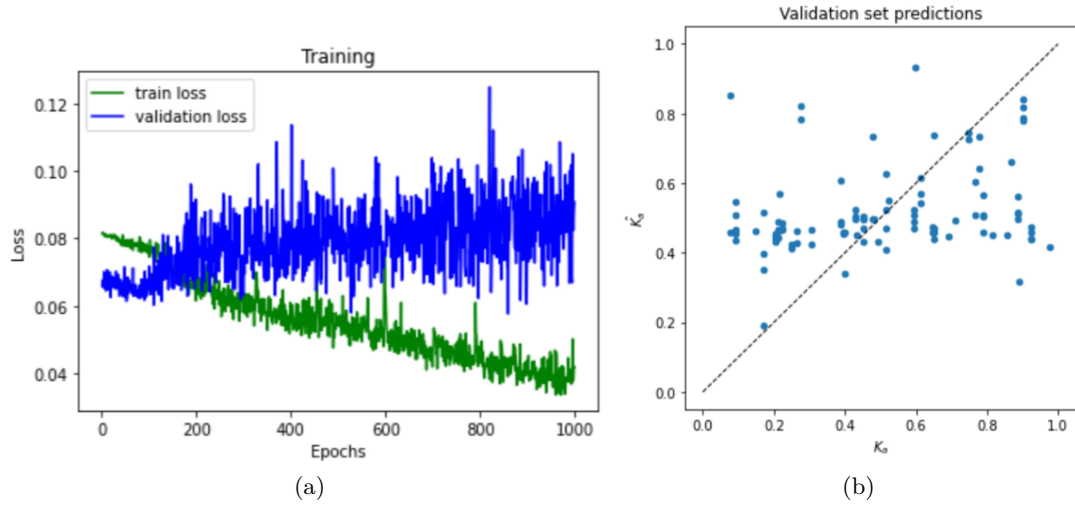 Training
train loss
validation loss
0.12
0.10
0.08
0.06
0.04
Loss
0
200
400
600
800
1000
Epochs
(a)
Validation set predictions
1.0
0.8
0.6
0.4
0.2
0.0
K̂ₐ
0.0
0.2
0.4
0.6
0.8
1.0
Kₐ
(b)